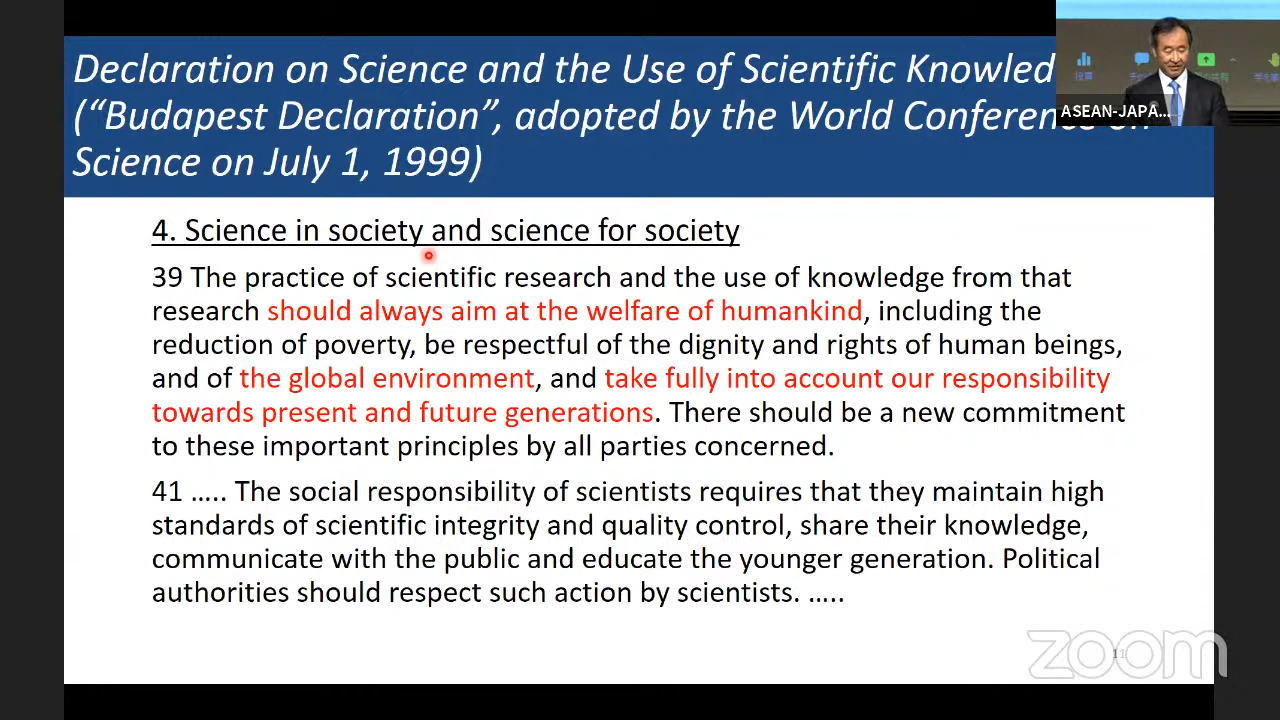 Declaration on Science and the Use of Scientific Knowled
(“Budapest Declaration”, adopted by the World Conference on
Science on July 1, 1999)
ASEAN-JAPA...
4. Science in society and science for society
39 The practice of scientific research and the use of knowledge from that
research should always aim at the welfare of humankind, including the
reduction of poverty, be respectful of the dignity and rights of human beings,
and of the global environment, and take fully into account our responsibility
towards present and future generations. There should be a new commitment
to these important principles by all parties concerned.
41 ….. The social responsibility of scientists requires that they maintain high
standards of scientific integrity and quality control, share their knowledge,
communicate with the public and educate the younger generation. Political
authorities should respect such action by scientists. …..
11
zoom